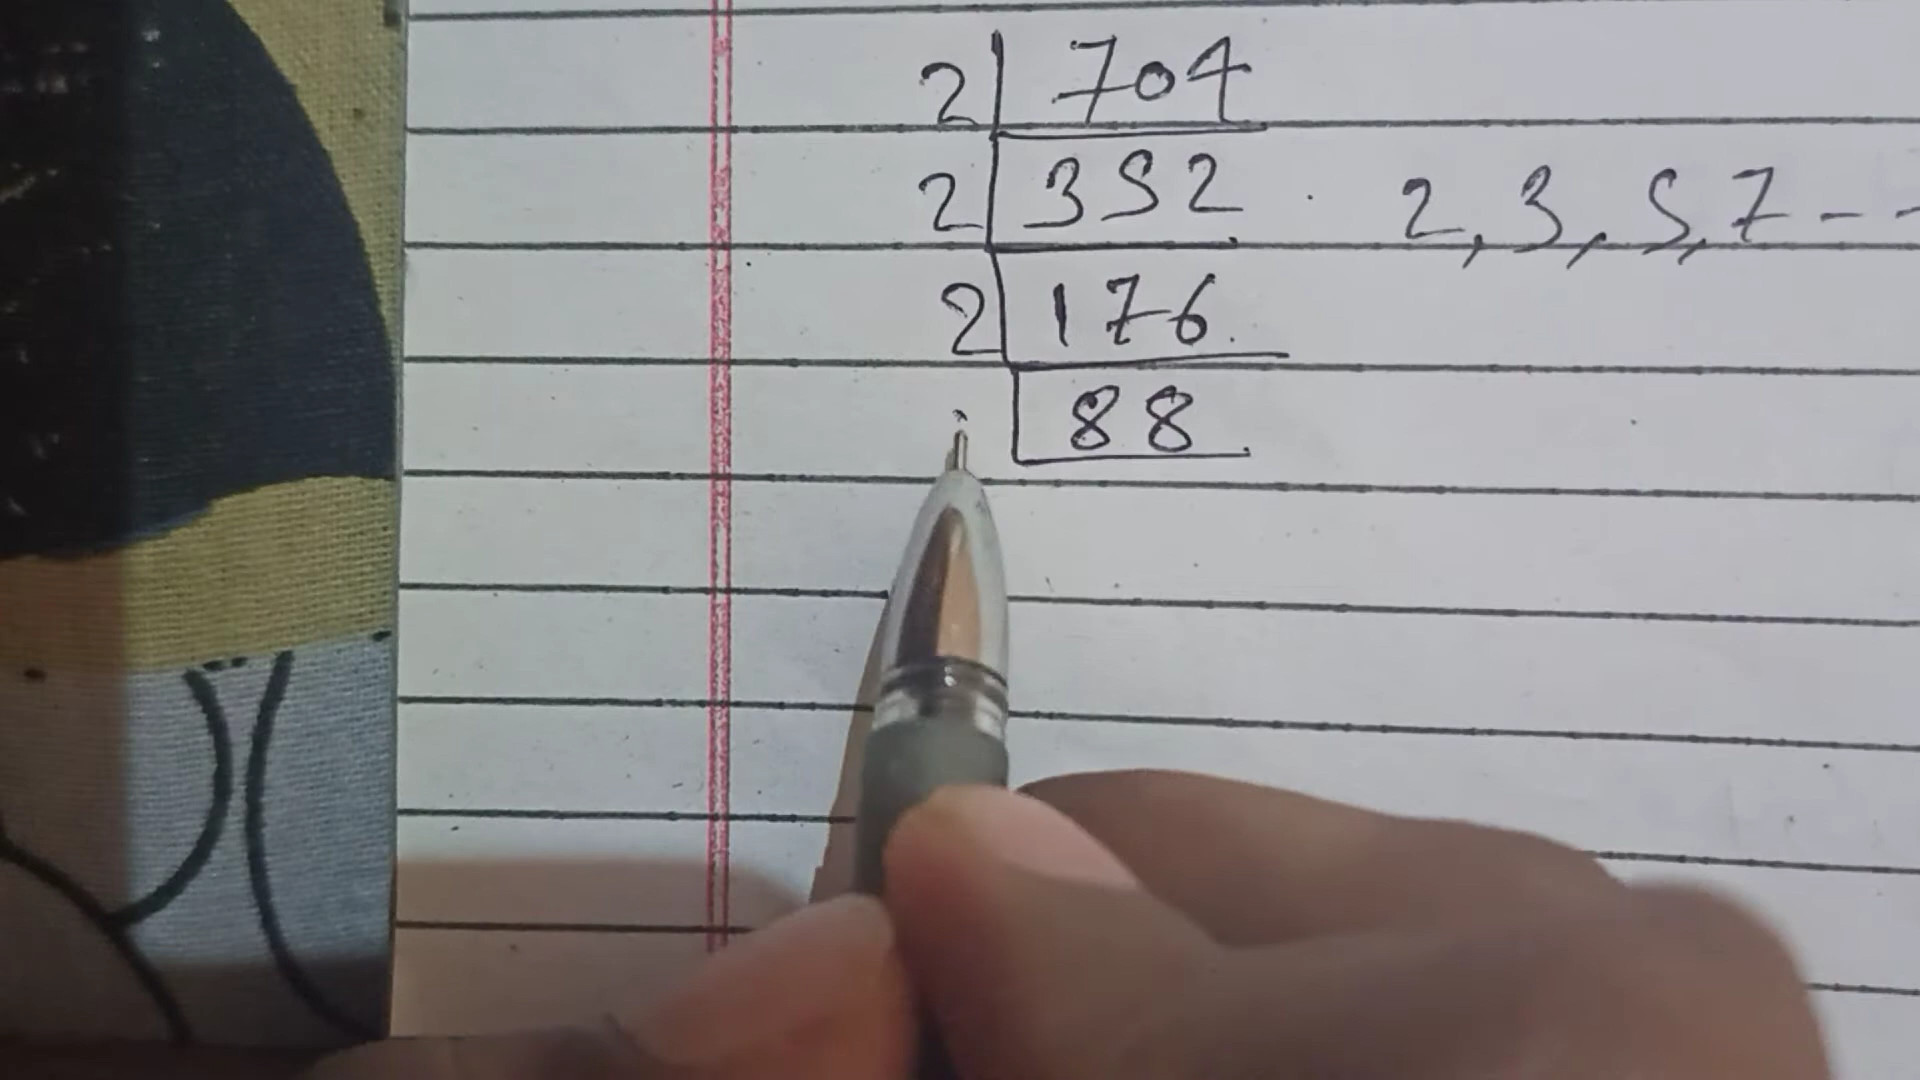 2 | 704
2 | 352 2, 3, 5, 7 - -
2 | 176
88